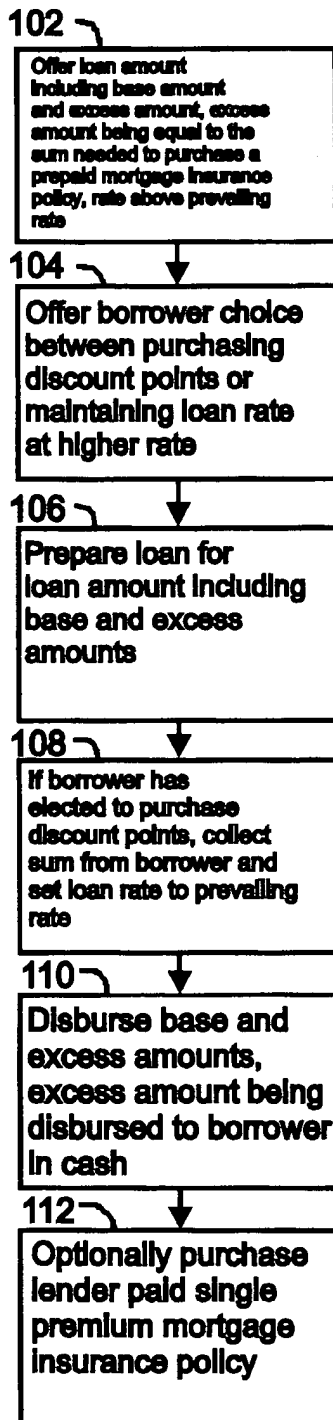 102
Offer loan amount
including base amount
and excess amount, excess
amount being equal to the
sum needed to purchase a
prepaid mortgage insurance
policy, rate above prevailing
rate
104
Offer borrower choice
between purchasing
discount points or
maintaining loan rate
at higher rate
106
Prepare loan for
loan amount including
base and excess
amounts
108
If borrower has
elected to purchase
discount points, collect
sum from borrower and
set loan rate to prevailing
rate
110
Disburse base and
excess amounts,
excess amount being
disbursed to borrower
in cash
112
Optionally purchase
lender paid single
premium mortgage
insurance policy